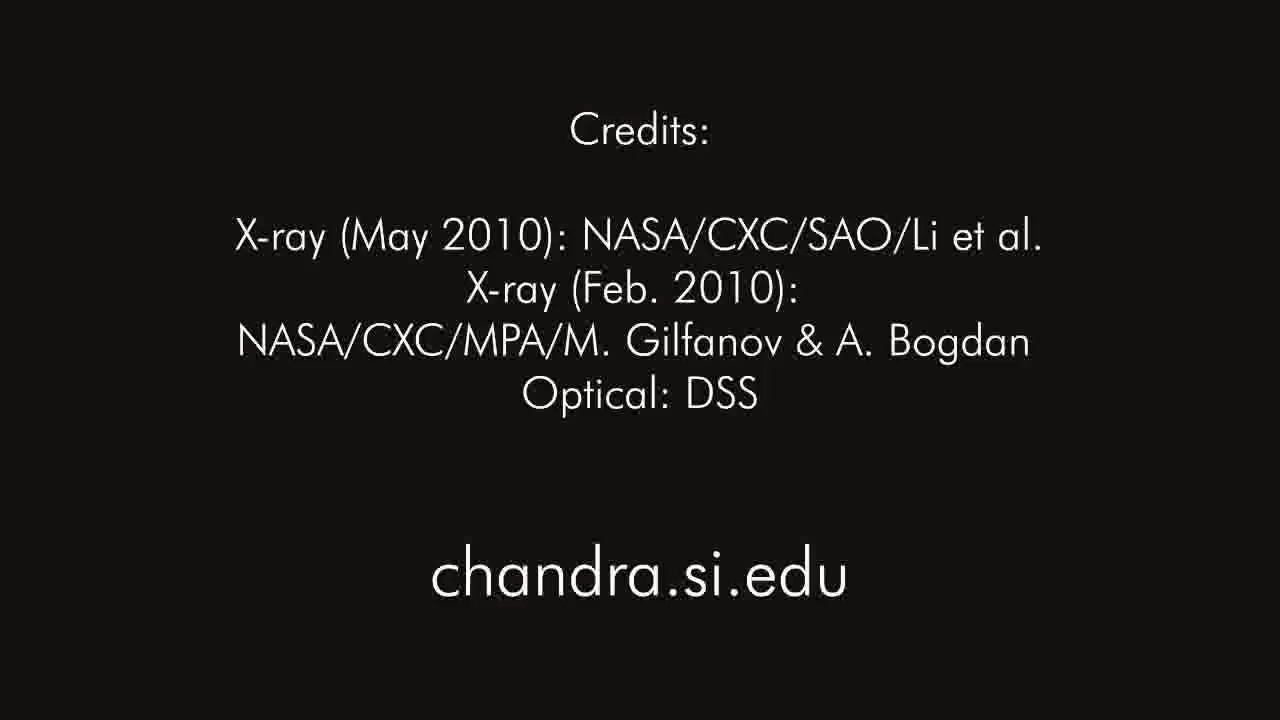 Credits:
X-ray (May 2010): NASA/CXC/SAO/Li et al.
X-ray (Feb. 2010):
NASA/CXC/MPA/M. Gilfanov & A. Bogdan
Optical: DSS
chandra.si.edu